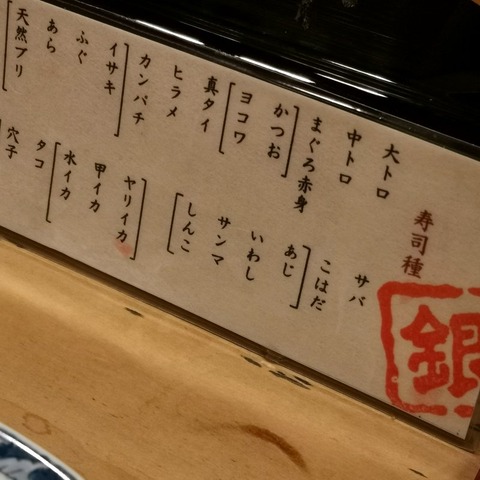 寿司種
大トロ
中トロ
まぐろ赤身
かつお
ヨコワ
真タイ
ヒラメ
カンパチ
イサキ
ふぐ
あら
天然ブリ
サバ
こはだ
あじ
いわし
サンマ
しんこ
ヤリイカ
甲イカ
水イカ
タコ
穴子
銀